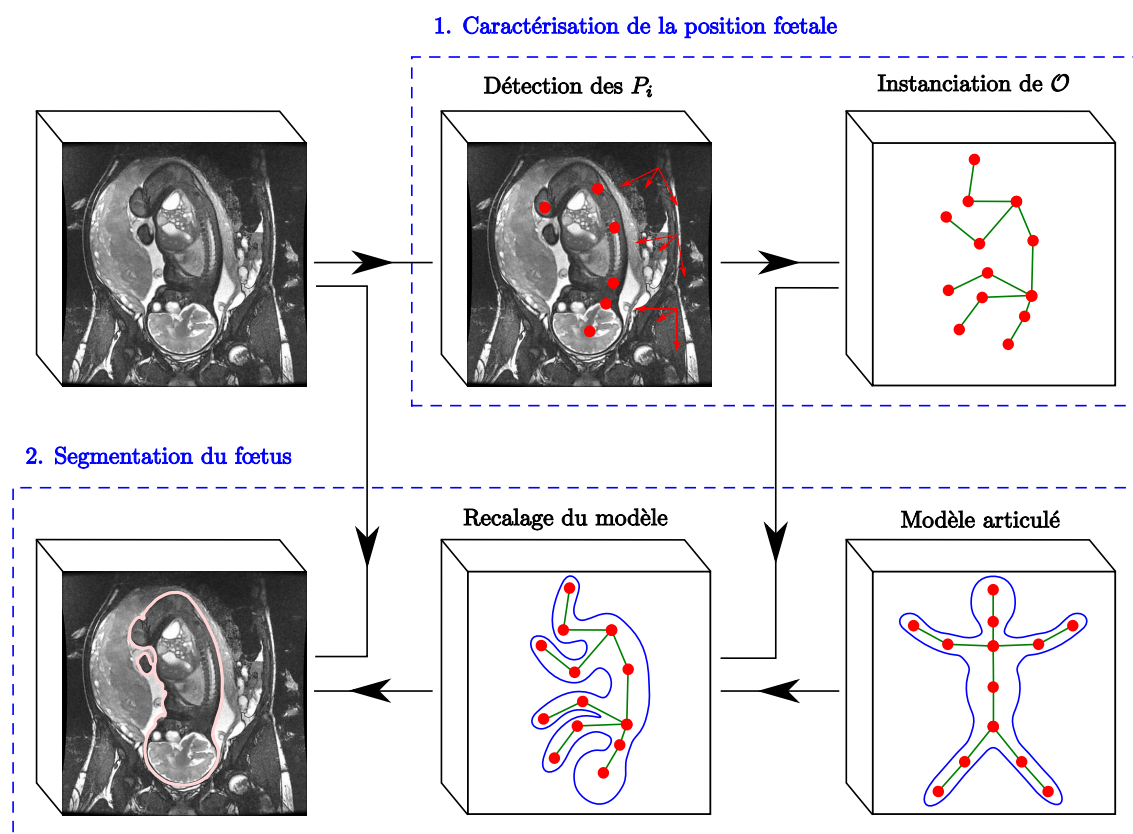 1. Caractérisation de la position fœtale
Détection des $P_i$
Instanciation de $\mathcal{O}$
2. Segmentation du fœtus
Recalage du modèle
Modèle articulé